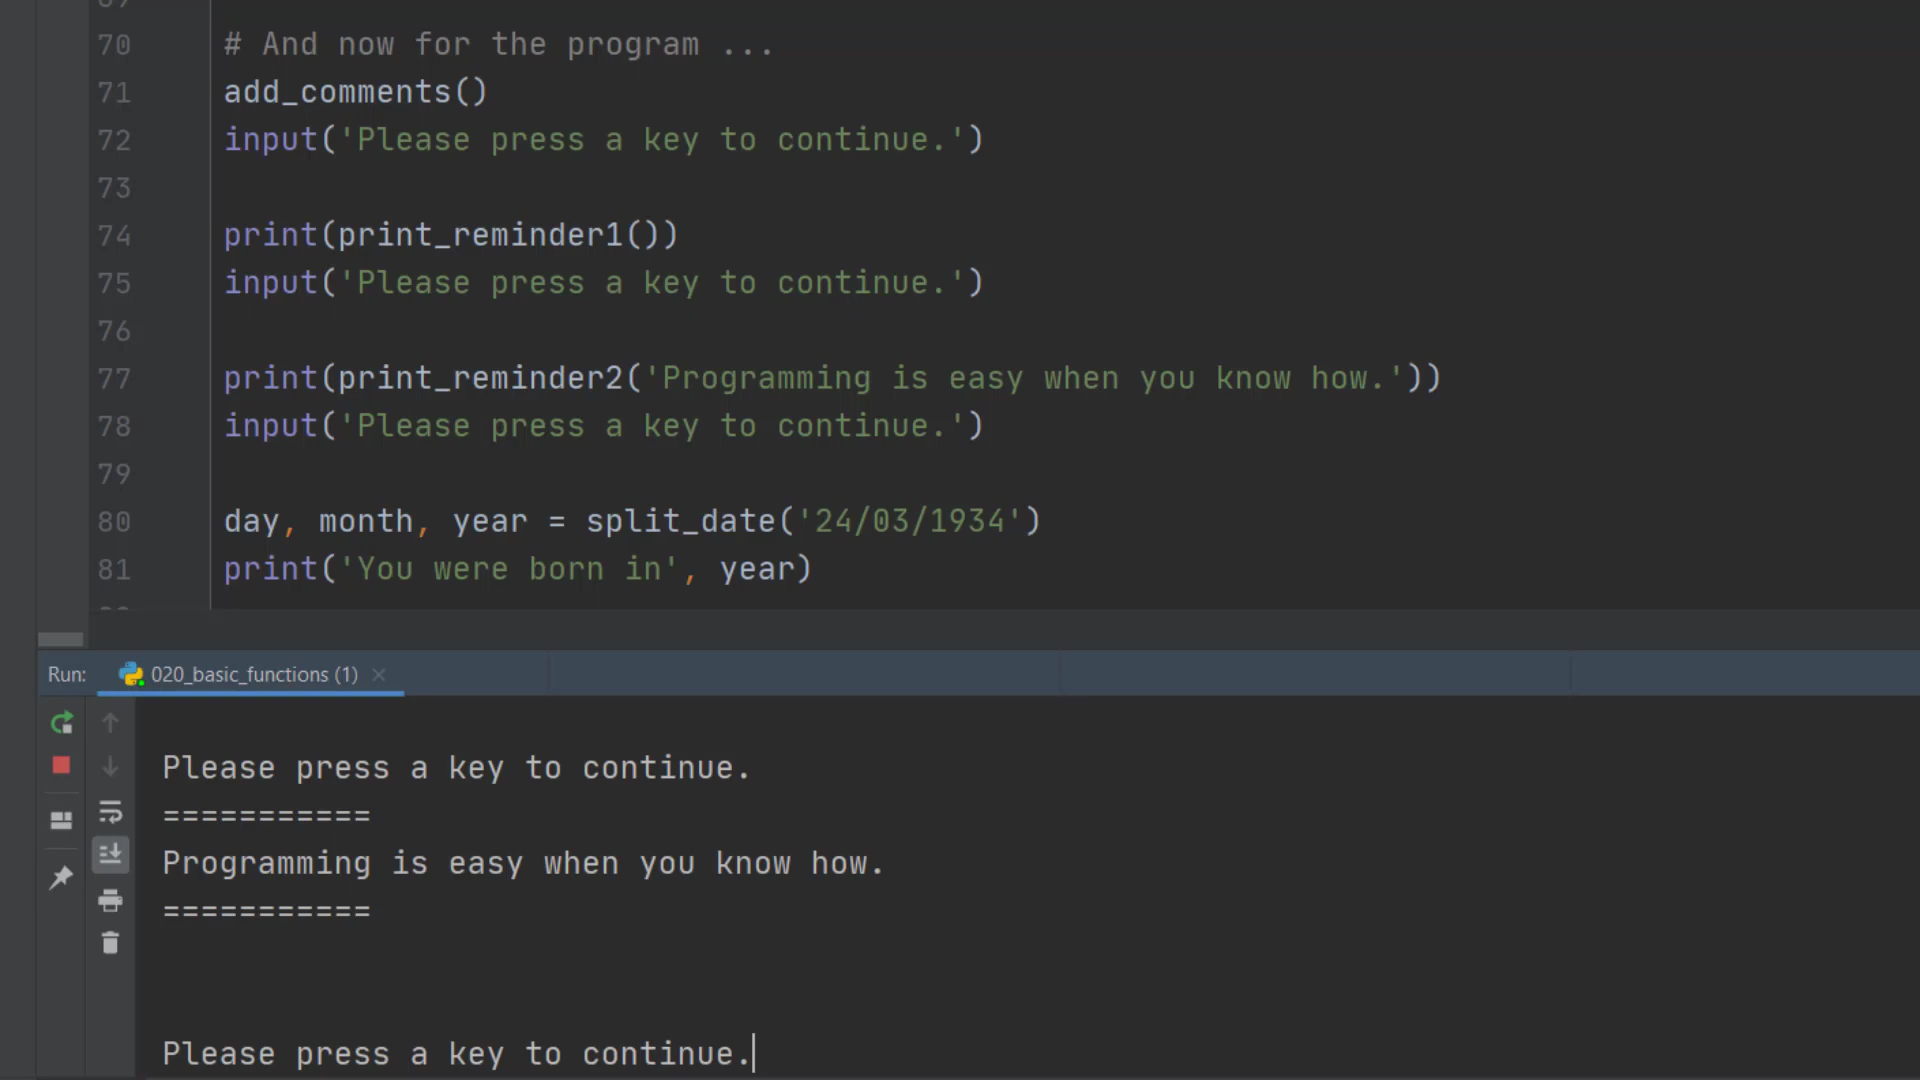 70 # And now for the program ...
71 add_comments()
72 input('Please press a key to continue.')
73
74 print(print_reminder1())
75 input('Please press a key to continue.')
76
77 print(print_reminder2('Programming is easy when you know how.'))
78 input('Please press a key to continue.')
79
80 day, month, year = split_date('24/03/1934')
81 print('You were born in', year)
Run: 020_basic_functions (1)
Please press a key to continue.
===========
Programming is easy when you know how.
===========
Please press a key to continue.